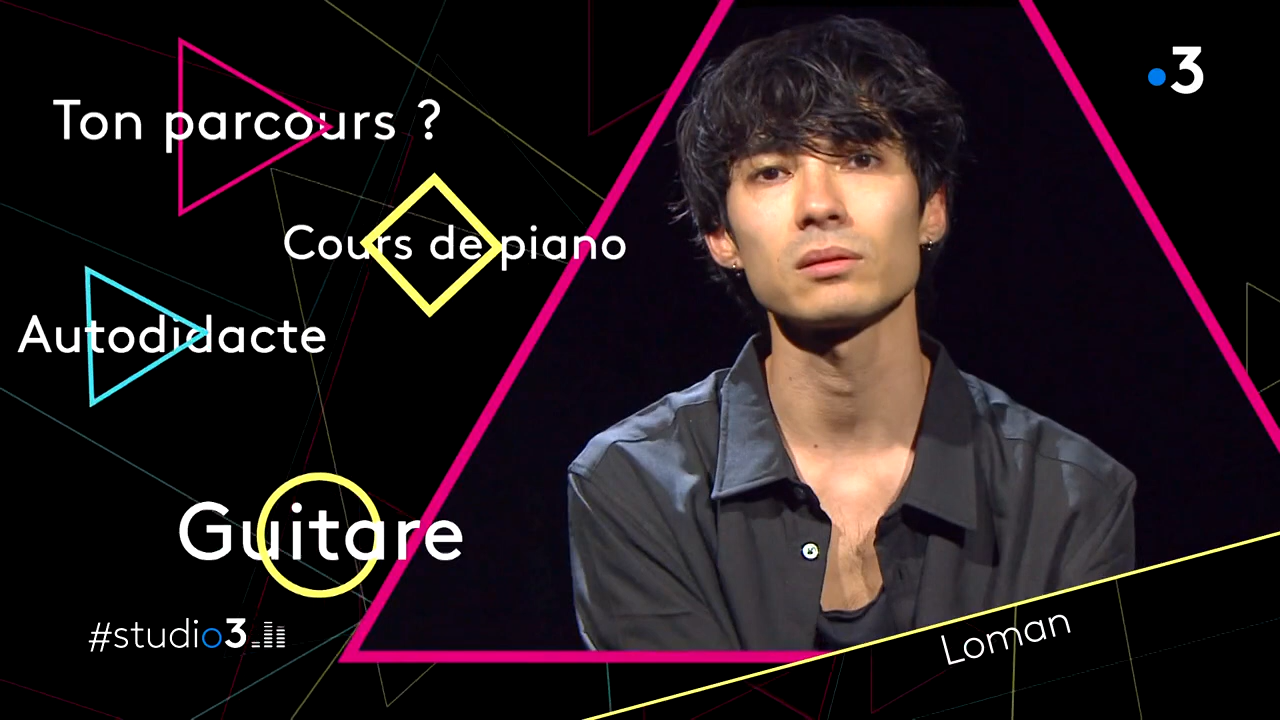 Ton parcours ?
Cours de piano
Autodidacte
Guitare
#studio3
Loman
3